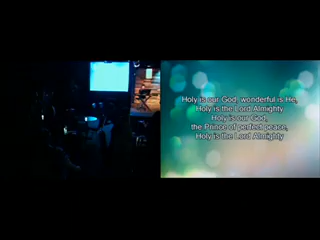 Holy is our God, wonderful is He,
Holy is the Lord Almighty
Holy is our God,
the Prince of perfect peace,
Holy is the Lord Almighty